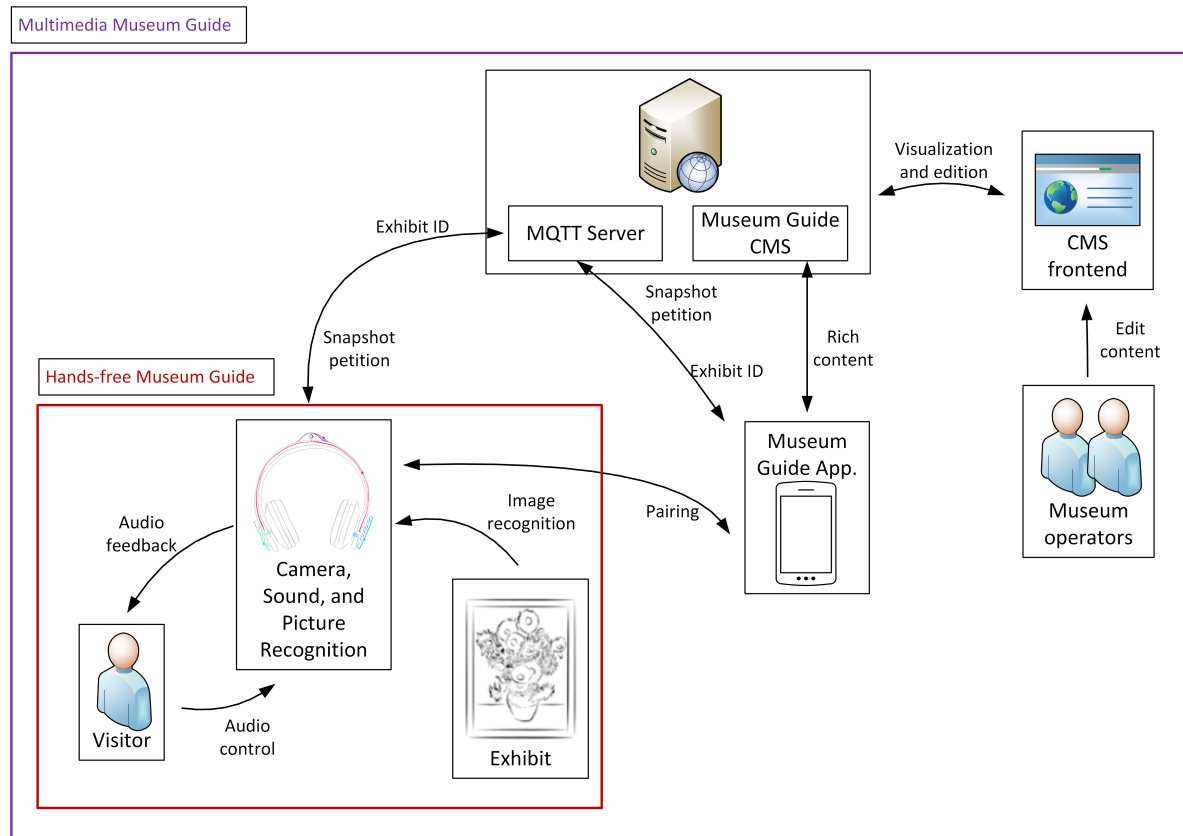 Multimedia Museum Guide
MQTT Server
Museum Guide
CMS
Visualization
and edition
CMS
frontend
Exhibit ID
Snapshot
petition
Snapshot
petition
Exhibit ID
Rich
content
Edit
content
Hands-free Museum Guide
Museum
Guide App.
Museum
operators
Pairing
Image
recognition
Audio
feedback
Camera,
Sound, and
Picture
Recognition
Visitor
Audio
control
Exhibit